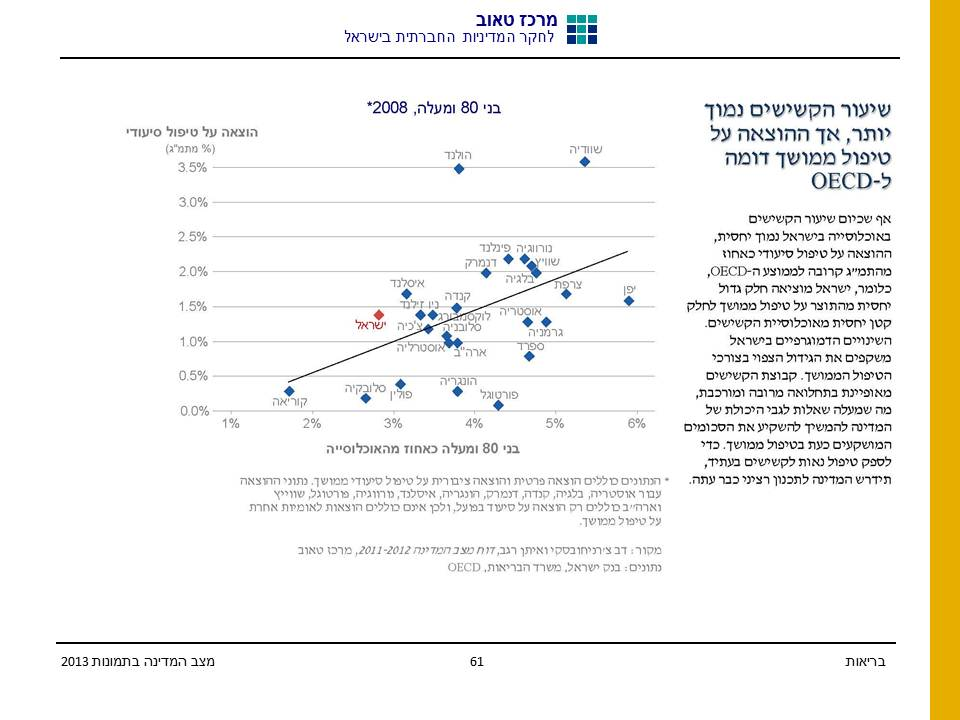 מרכז טאוב
לחקר המדיניות החברתית בישראל
שיעור הקשישים נמוך
יותר, אך ההוצאה על
טיפול ממושך דומה
ל-OECD
אף שכיום שיעור הקשישים
באוכלוסייה בישראל נמוך יחסית,
ההוצאה על טיפול סיעודי כאחוז
מהתמ״ג קרובה לממוצע ה-OECD,
כלומר, ישראל מוציאה חלק גדול
יחסית מהתוצר על טיפול ממושך לחלק
קטן יחסית מאוכלוסיית הקשישים.
השינויים הדמוגרפיים בישראל
משקפים את הגידול הצפוי בצורכי
הטיפול הממושך. קבוצת הקשישים
מאופיינת בתחלואה מרובה ומורכבת,
מה שמעלה שאלות לגבי היכולת של
המדינה להמשיך להשקיע את הסכומים
המושקעים כעת בטיפול ממושך. כדי
לספק טיפול נאות לקשישים בעתיד,
תידרש המדינה לתכנון רציני כבר עתה.
בני 80 ומעלה, 2008*
הוצאה על טיפול סיעודי
(% מתמ"ג)
3.5%
3.0%
2.5%
2.0%
1.5%
1.0%
0.5%
0.0%
שוודיה
הולנד
נורווגיה
פינלנד
שוויץ
דנמרק
בלגיה
צרפת
יפן
איסלנד
קנדה
ניו זילנד
לוקסמבורג
אוסטריה
ישראל
צ'כיה
סלובניה
גרמניה
אוסטרליה
ארה"ב
ספרד
הונגריה
סלובקיה
פולין
פורטוגל
קוריאה
1%
2%
3%
4%
5%
6%
בני 80 ומעלה כאחוז מהאוכלוסייה
* הנתונים כוללים הוצאה פרטית והוצאה ציבורית על טיפול סיעודי ממושך. נתוני ההוצאה
עבור אוסטריה, בלגיה, קנדה, דנמרק, הונגריה, איסלנד, נורווגיה, פורטוגל, שווייץ
וארה״ב כוללים רק הוצאה על סיעוד בפועל, ולכן אינם כוללים הוצאות לאומיות אחרת
על טיפול ממושך.
מקור: דב צ׳רניחובסקי ואיתן רגב, דוח מצב המדינה 2011-2012, מרכז טאוב
נתונים: בנק ישראל, משרד הבריאות, OECD
בריאות
61
מצב המדינה בתמונות 2013